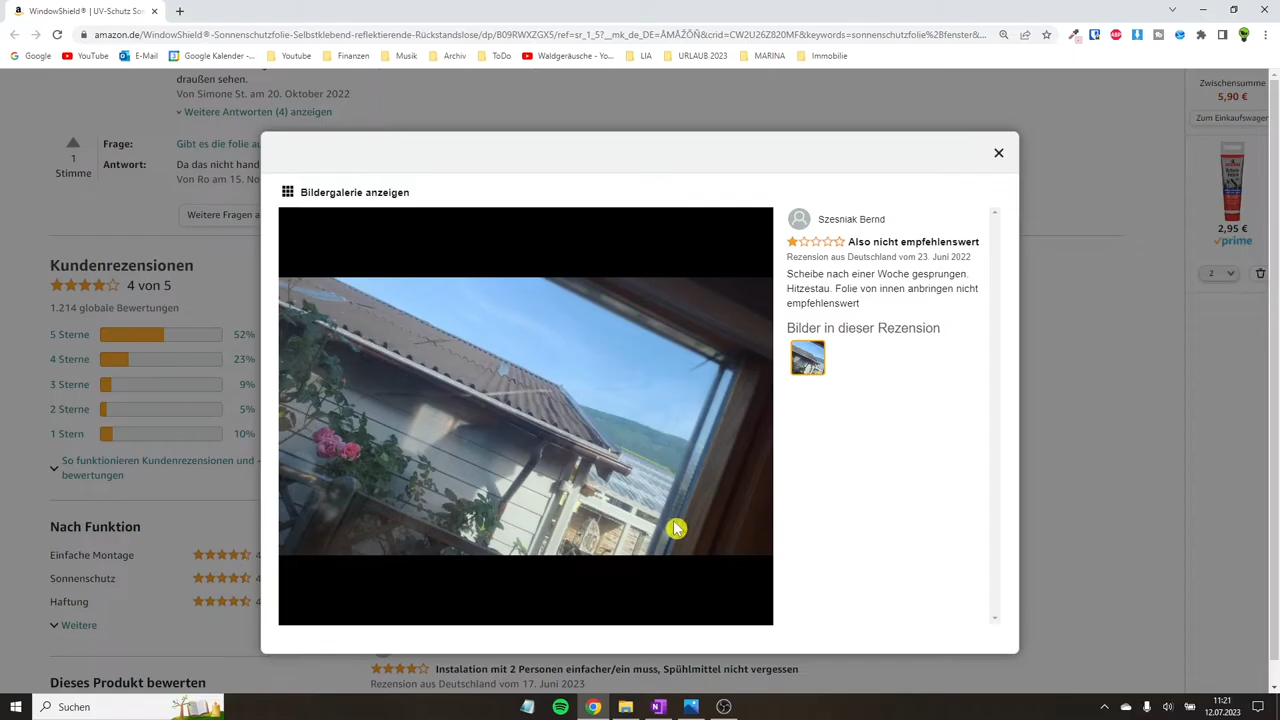 WindowShield® | UV-Schutz So
amazon.de/WindowShield®-Sonnenschutzfolie-Selbstklebend-reflektierende-Rückstandslose/dp/B09RWXZGX5/ref=sr_1_5?__mk_de_DE=ÅMÅŽÕÑ&crid=CW2U26Z820MF&keywords=sonnenschutzfolie%2Bfenster&...
Google YouTube E-Mail Google Kalender -... Youtube Finanzen Musik Archiv ToDo Waldgeräusche - Yo... LIA URLAUB 2023 MARINA Immobilie
draußen sehen.
Von Simone St. am 20. Oktober 2022
Weitere Antworten (4) anzeigen
1
Stimme
Frage: Gibt es die folie au
Antwort: Da das nicht hand
Von Ro am 15. Nov
Weitere Fragen a
Kundenrezensionen
4 von 5
1.214 globale Bewertungen
5 Sterne 52%
4 Sterne 23%
3 Sterne 9%
2 Sterne 5%
1 Stern 10%
So funktionieren Kundenrezensionen und -
bewertungen
Nach Funktion
Einfache Montage 4
Sonnenschutz 4
Haftung 4
Weitere
Dieses Produkt bewerten
Bildergalerie anzeigen
Szesniak Bernd
Also nicht empfehlenswert
Rezension aus Deutschland vom 23. Juni 2022
Scheibe nach einer Woche gesprungen.
Hitzestau. Folie von innen anbringen nicht
empfehlenswert
Bilder in dieser Rezension
Instalation mit 2 Personen einfacher/ein muss, Spühlmittel nicht vergessen
Rezension aus Deutschland vom 17. Juni 2023
Zwischensumme
5,90 €
Zum Einkaufswagen
2,95 €
prime
2
Suchen
11:21
12.07.2023